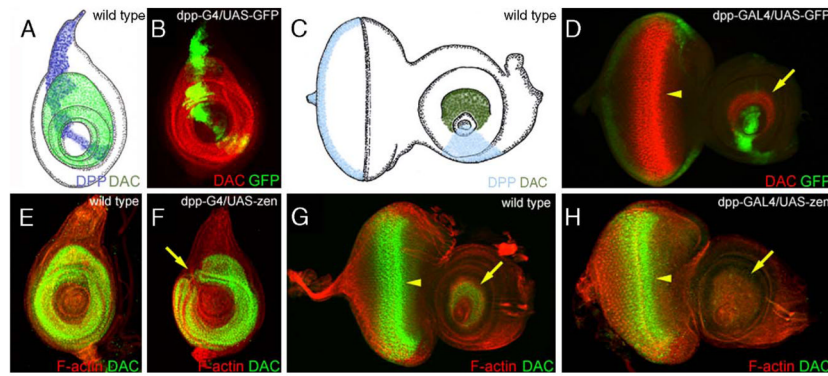 A
wild type
DPP DAC
B
dpp-G4/UAS-GFP
DAC GFP
C
wild type
DPP DAC
D
dpp-GAL4/UAS-GFP
DAC GFP
E
wild type
F-actin DAC
F
dpp-G4/UAS-zen
F-actin DAC
G
wild type
F-actin DAC
H
dpp-GAL4/UAS-zen
F-actin DAC